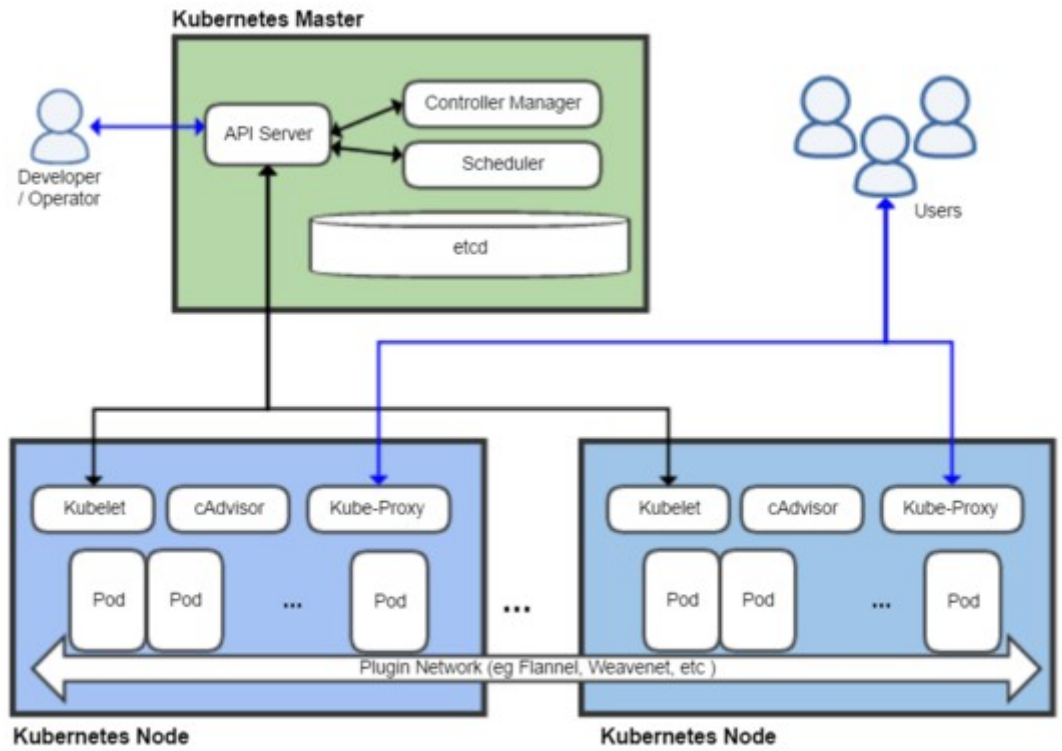 Kubernetes Master
Controller Manager
API Server
Scheduler
Developer
/ Operator
Users
etcd
Kubelet
cAdvisor
Kube-Proxy
Kubelet
cAdvisor
Kube-Proxy
Pod
Pod
...
Pod
...
Pod
Pod
...
Pod
Plugin Network (eg Flannel, Weavenet, etc )
Kubernetes Node
Kubernetes Node